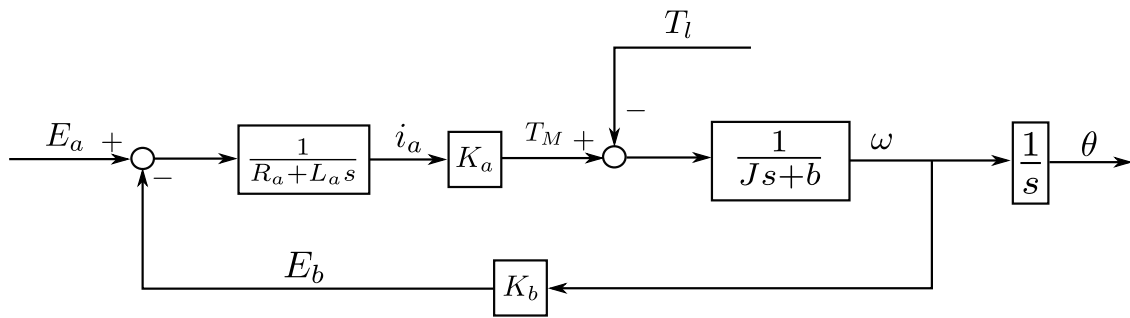 T_l
E_a +
−
1
R_a+L_a s
i_a
K_a
T_M +
−
1
Js+b
ω
1
s
θ
E_b
K_b